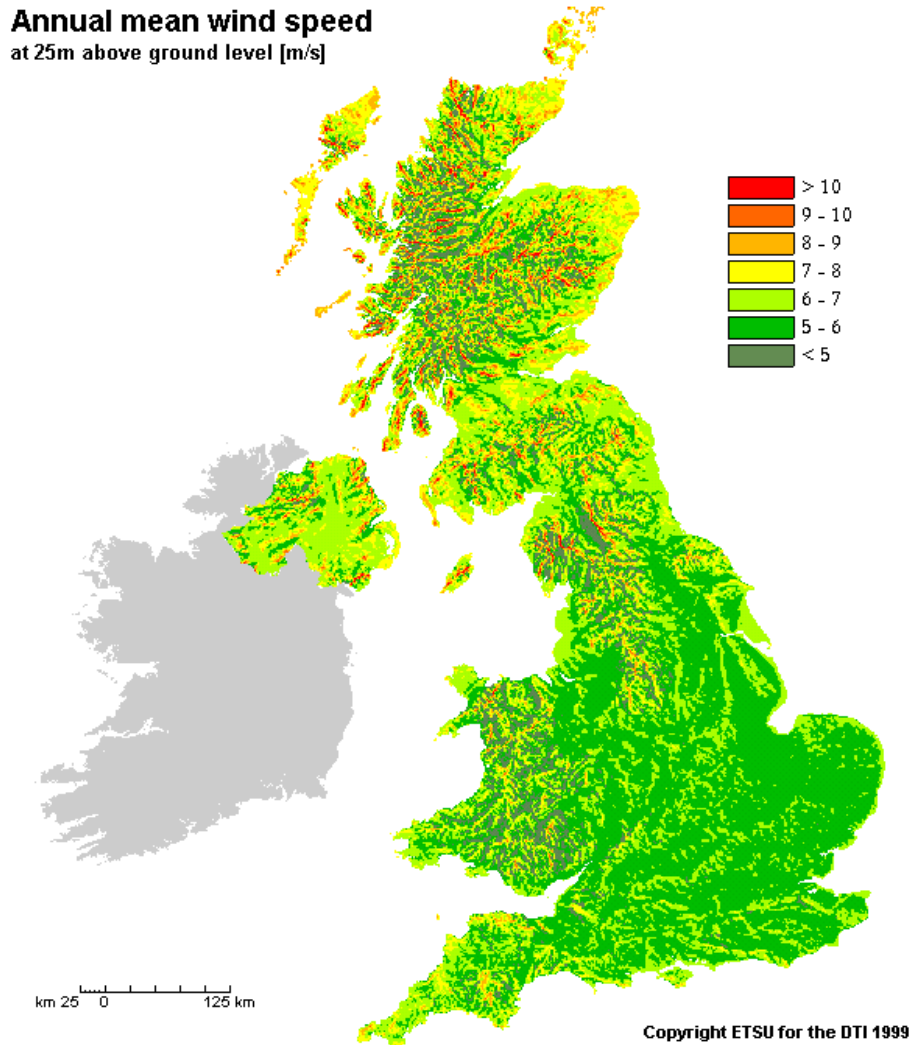 Annual mean wind speed
at 25m above ground level [m/s]
> 10
9 - 10
8 - 9
7 - 8
6 - 7
5 - 6
< 5
km 25 0 125 km
Copyright ETSU for the DTI 1999